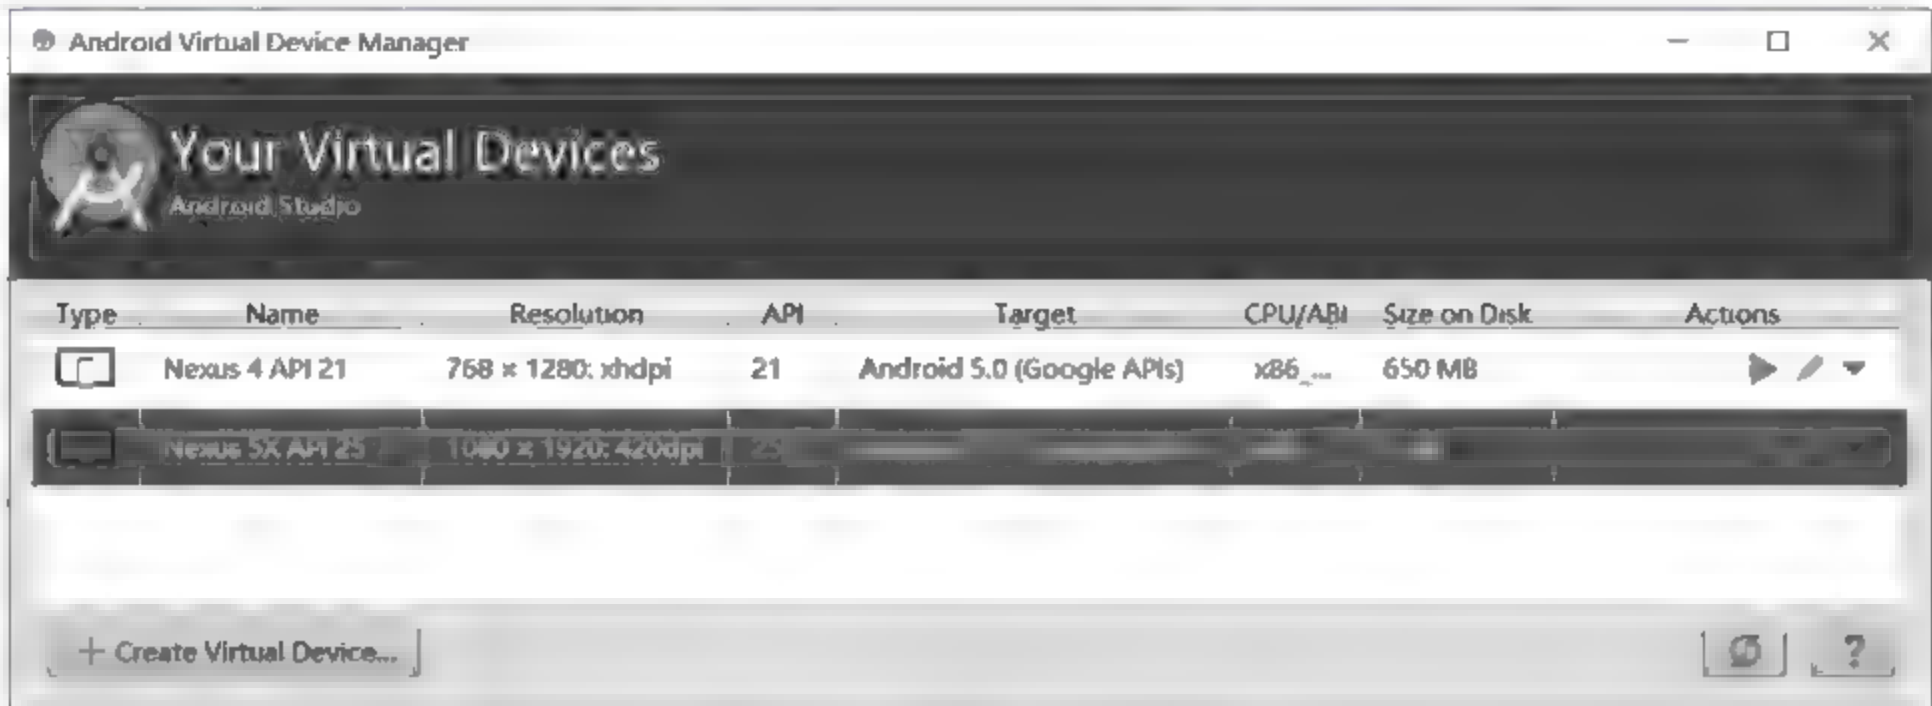 Android Virtual Device Manager
Your Virtual Devices
Android Studio
Type Name Resolution API Target CPU/ABI Size on Disk Actions
Nexus 4 API 21 768 × 1280: xhdpi 21 Android 5.0 (Google APIs) x86_... 650 MB
Nexus 5X API 25 1080 × 1920: 420dpi 25
+ Create Virtual Device...
?